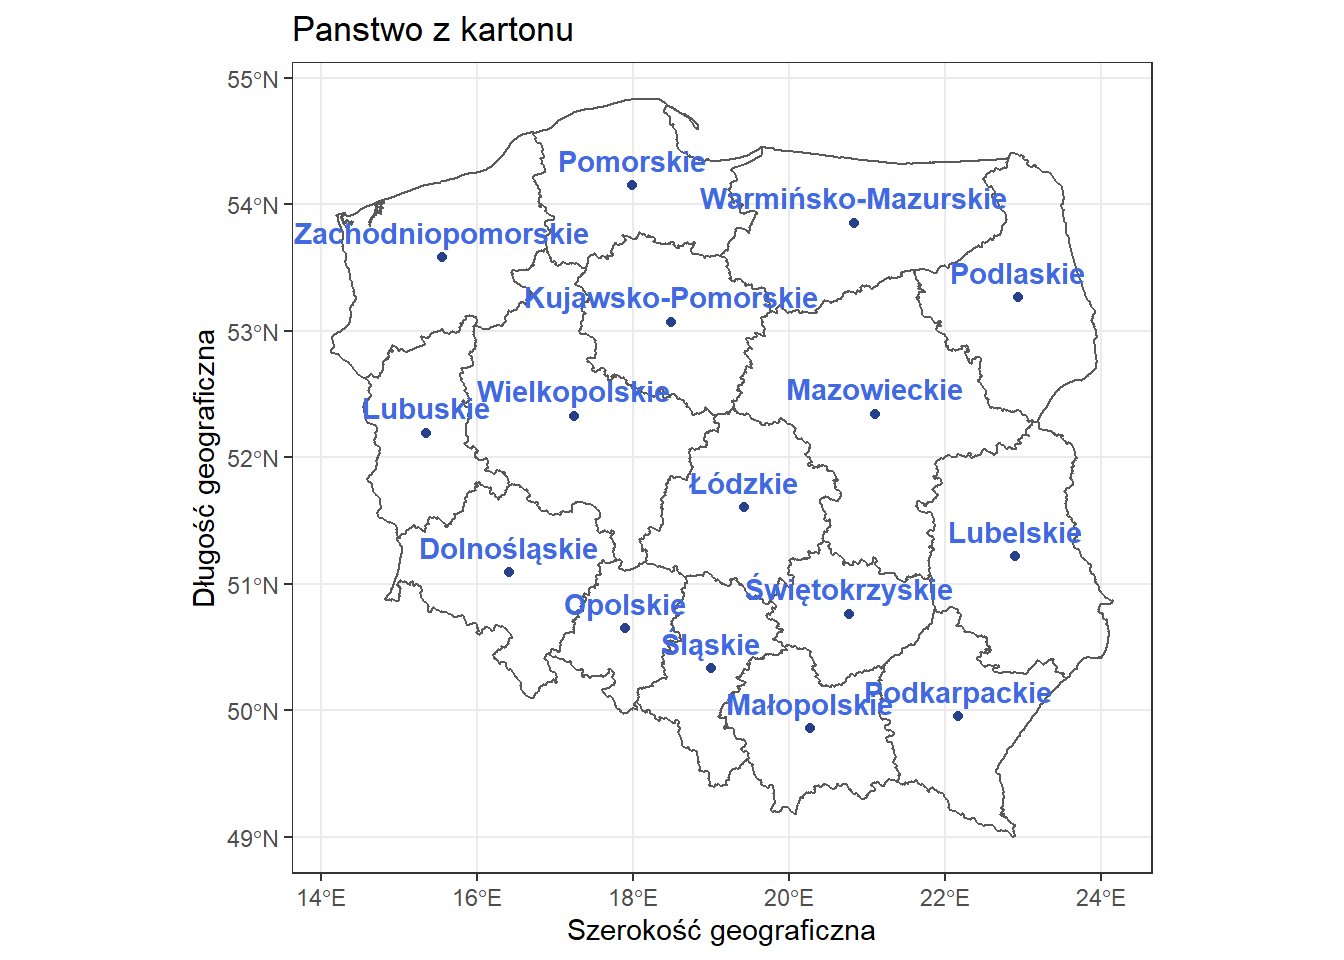 Panstwo z kartonu
55°N
54°N
53°N
52°N
51°N
50°N
49°N
Długość geograficzna
Pomorskie
Warmińsko-Mazurskie
Zachodniopomorskie
Podlaskie
Kujawsko-Pomorskie
Mazowieckie
Wielkopolskie
Lubuskie
Łódzkie
Lubelskie
Dolnośląskie
Świętokrzyskie
Opolskie
Śląskie
Podkarpackie
Małopolskie
14°E 16°E 18°E 20°E 22°E 24°E
Szerokość geograficzna